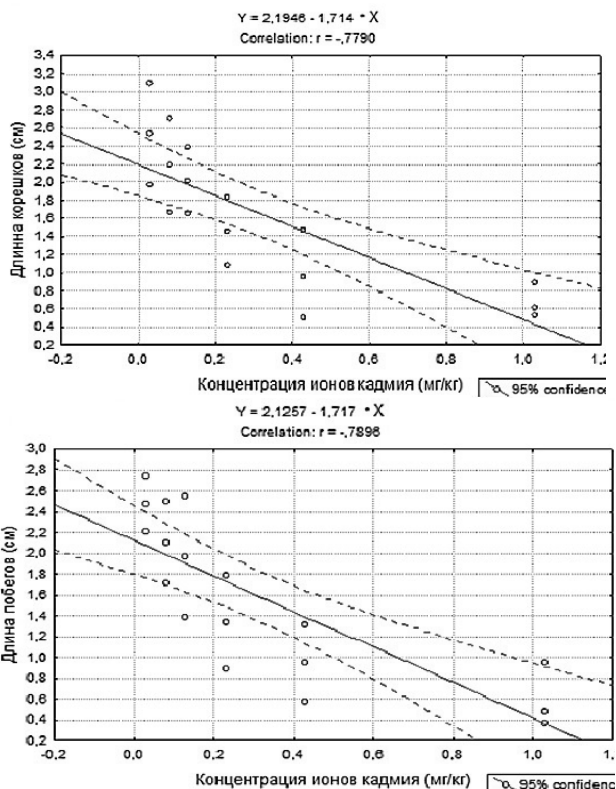 Y = 2,1946 - 1,714 * X
Correlation: r = -,7790
Длинна корешков (см)
3,4
3,2
3,0
2,8
2,6
2,4
2,2
2,0
1,8
1,6
1,4
1,2
1,0
0,8
0,6
0,4
0,2
-0,2 0,0 0,2 0,4 0,6 0,8 1,0 1,2
Концентрация ионов кадмия (мг/кг)
95% confidenc
Y = 2,1257 - 1,717 * X
Correlation: r = -,7896
Длина побегов (см)
3,0
2,8
2,6
2,4
2,2
2,0
1,8
1,6
1,4
1,2
1,0
0,8
0,6
0,4
0,2
-0,2 0,0 0,2 0,4 0,6 0,8 1,0 1,
Концентрация ионов кадмия (мг/кг)
95% confidenc